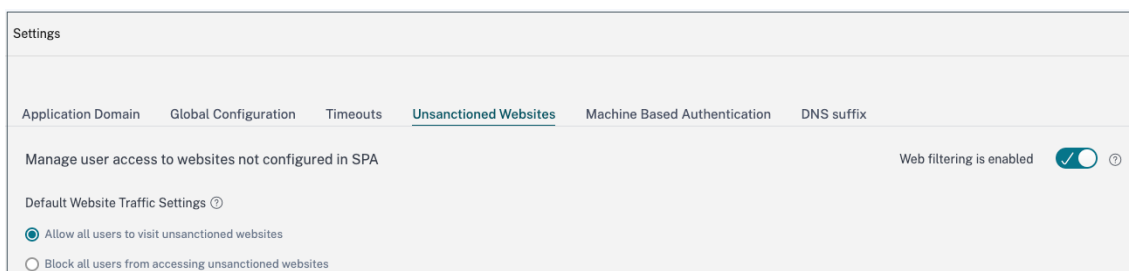 Settings
Application Domain Global Configuration Timeouts Unsanctioned Websites Machine Based Authentication DNS suffix
Manage user access to websites not configured in SPA Web filtering is enabled
Default Website Traffic Settings
Allow all users to visit unsanctioned websites
Block all users from accessing unsanctioned websites